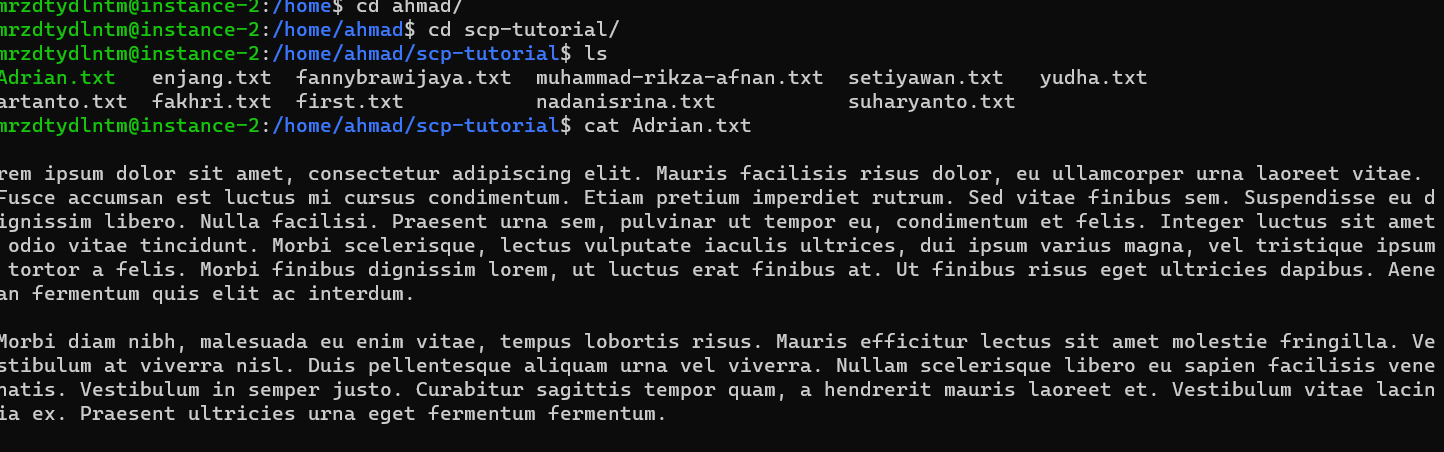 mrzdtydlntm@instance-2:/home$ cd ahmad/
mrzdtydlntm@instance-2:/home/ahmad$ cd scp-tutorial/
mrzdtydlntm@instance-2:/home/ahmad/scp-tutorial$ ls
Adrian.txt   enjang.txt  fannybrawijaya.txt  muhammad-rikza-afnan.txt  setiyawan.txt   yudha.txt
artanto.txt  fakhri.txt  first.txt           nadanisrina.txt           suharyanto.txt
mrzdtydlntm@instance-2:/home/ahmad/scp-tutorial$ cat Adrian.txt
rem ipsum dolor sit amet, consectetur adipiscing elit. Mauris facilisis risus dolor, eu ullamcorper urna laoreet vitae.
Fusce accumsan est luctus mi cursus condimentum. Etiam pretium imperdiet rutrum. Sed vitae finibus sem. Suspendisse eu d
ignissim libero. Nulla facilisi. Praesent urna sem, pulvinar ut tempor eu, condimentum et felis. Integer luctus sit amet
 odio vitae tincidunt. Morbi scelerisque, lectus vulputate iaculis ultrices, dui ipsum varius magna, vel tristique ipsum
 tortor a felis. Morbi finibus dignissim lorem, ut luctus erat finibus at. Ut finibus risus eget ultricies dapibus. Aene
an fermentum quis elit ac interdum.
Morbi diam nibh, malesuada eu enim vitae, tempus lobortis risus. Mauris efficitur lectus sit amet molestie fringilla. Ve
stibulum at viverra nisl. Duis pellentesque aliquam urna vel viverra. Nullam scelerisque libero eu sapien facilisis vene
natis. Vestibulum in semper justo. Curabitur sagittis tempor quam, a hendrerit mauris laoreet et. Vestibulum vitae lacin
ia ex. Praesent ultricies urna eget fermentum fermentum.